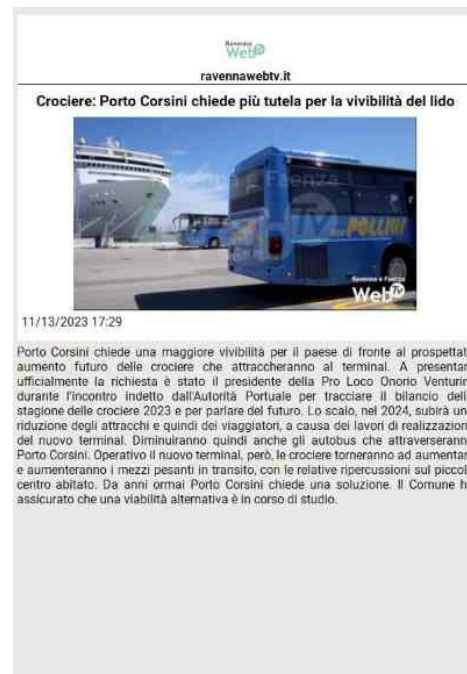 Ravenna
Web
ravennawebtv.it
Crociere: Porto Corsini chiede più tutela per la vivibilità del lido
Ravenna e Faenza
TV
POLLINI
Ravenna e Faenza
Web
11/13/2023 17:29
Porto Corsini chiede una maggiore vivibilità per il paese di fronte al prospettat
aumento futuro delle crociere che attraccheranno al terminal. A presentar
ufficialmente la richiesta è stato il presidente della Pro Loco Onorio Venturin
durante l'incontro indetto dall'Autorità Portuale per tracciare il bilancio dell
stagione delle crociere 2023 e per parlare del futuro. Lo scalo, nel 2024, subirà un
riduzione degli attracchi e quindi dei viaggiatori, a causa dei lavori di realizzazion
del nuovo terminal. Diminuiranno quindi anche gli autobus che attraverserann
Porto Corsini. Operativo il nuovo terminal, però, le crociere torneranno ad aumentar
e aumenteranno i mezzi pesanti in transito, con le relative ripercussioni sul piccol
centro abitato. Da anni ormai Porto Corsini chiede una soluzione. Il Comune h
assicurato che una viabilità alternativa è in corso di studio.